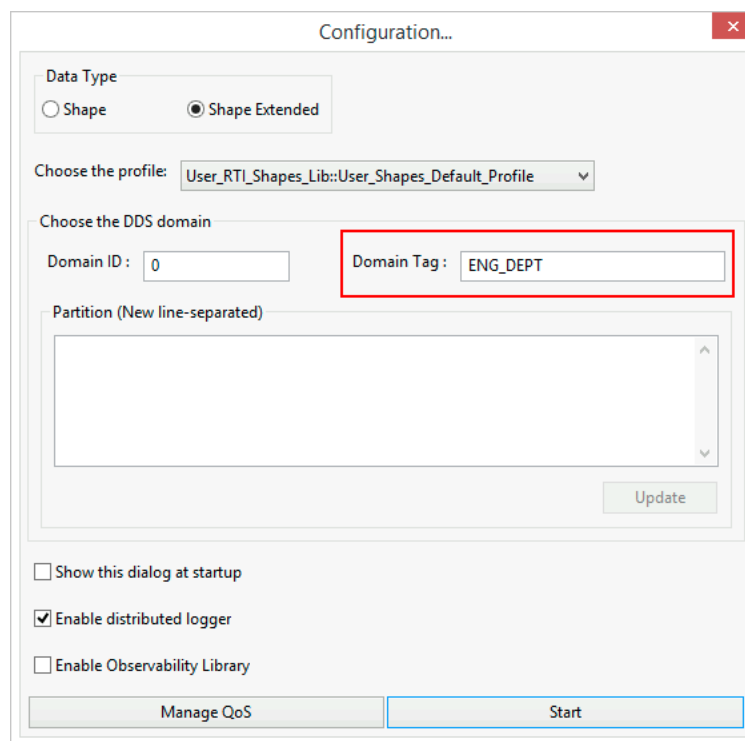 Configuration...
Data Type
Shape
Shape Extended
Choose the profile:
User_RTI_Shapes_Lib::User_Shapes_Default_Profile
Choose the DDS domain
Domain ID :
0
Domain Tag :
ENG_DEPT
Partition (New line-separated)
Update
Show this dialog at startup
Enable distributed logger
Enable Observability Library
Manage QoS
Start